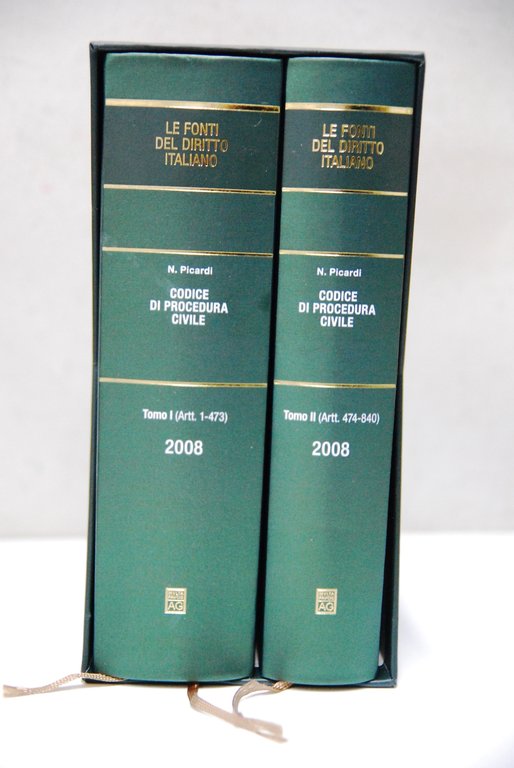 LE FONTI
DEL DIRITTO
ITALIANO
N. Picardi
CODICE
DI PROCEDURA
CIVILE
Tomo I (Artt. 1-473)
2008
AG
LE FONTI
DEL DIRITTO
ITALIANO
N. Picardi
CODICE
DI PROCEDURA
CIVILE
Tomo II (Artt. 474-840)
2008
AG